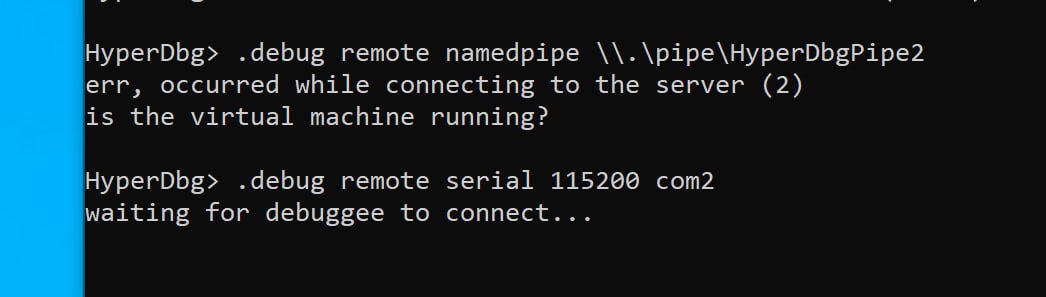 HyperDbg> .debug remote namedpipe \\.\pipe\HyperDbgPipe2
err, occurred while connecting to the server (2)
is the virtual machine running?
HyperDbg> .debug remote serial 115200 com2
waiting for debuggee to connect...